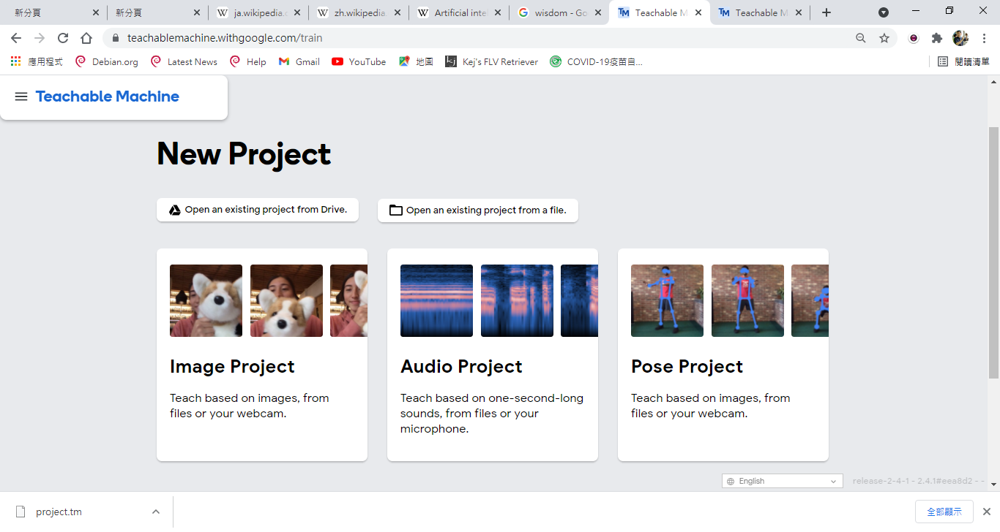 新分頁
新分頁
ja.wikipedia.o
zh.wikipedia.
Artificial inte
wisdom - Go
Teachable M
Teachable M
teachablemachine.withgoogle.com/train
應用程式
Debian.org
Latest News
Help
Gmail
YouTube
地圖
Kej's FLV Retriever
COVID-19疫苗自...
閱讀清單
Teachable Machine
New Project
Open an existing project from Drive.
Open an existing project from a file.
Image Project
Teach based on images, from
files or your webcam.
Audio Project
Teach based on one-second-long
sounds, from files or your
microphone.
Pose Project
Teach based on images, from
files or your webcam.
English
release-2-4-1 - 2.4.1#eea8d2 - -
project.tm
全部顯示